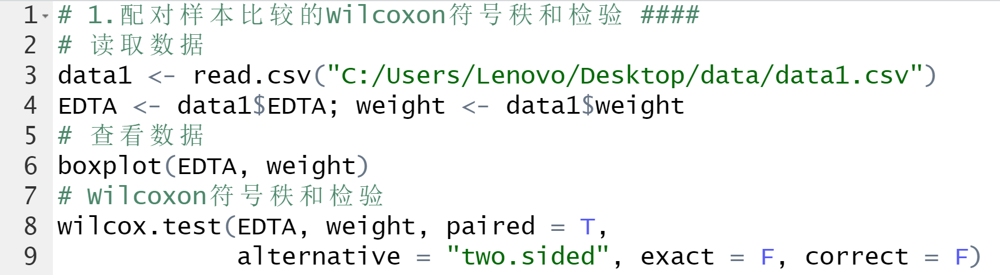 1 # 1.配对样本比较的Wilcoxon符号秩和检验 ####
2 # 读取数据
3 data1 <- read.csv("C:/Users/Lenovo/Desktop/data/data1.csv")
4 EDTA <- data1$EDTA; weight <- data1$weight
5 # 查看数据
6 boxplot(EDTA, weight)
7 # Wilcoxon符号秩和检验
8 wilcox.test(EDTA, weight, paired = T,
9 alternative = "two.sided", exact = F, correct = F)